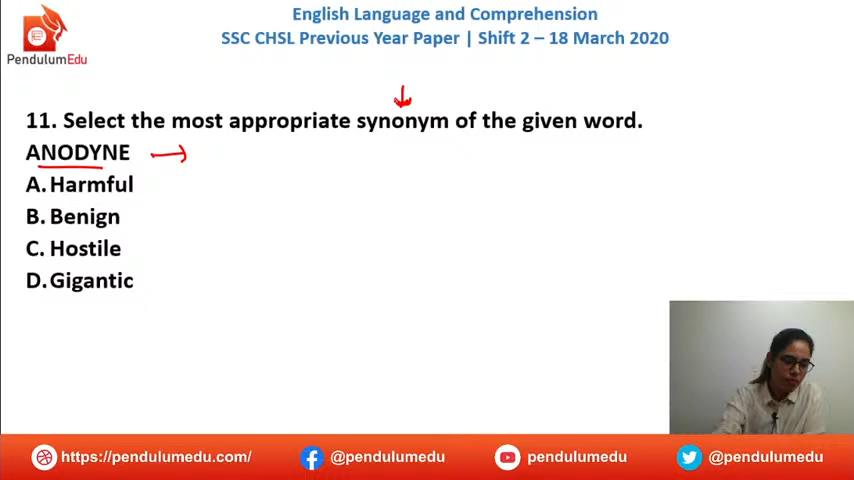 English Language and Comprehension
SSC CHSL Previous Year Paper | Shift 2 – 18 March 2020
PendulumEdu
11. Select the most appropriate synonym of the given word.
ANODYNE
A. Harmful
B. Benign
C. Hostile
D. Gigantic
https://pendulumedu.com/ @pendulumedu pendulumedu @pendulumedu